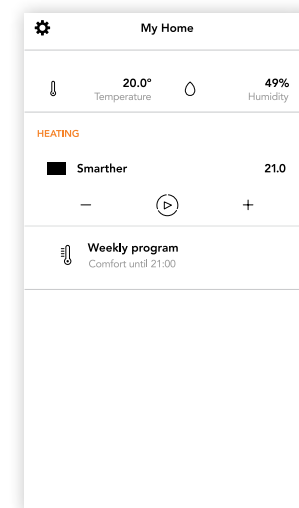 My Home
20.0° 49%
Temperature Humidity
HEATING
Smarther 21.0
Weekly program
Comfort until 21:00